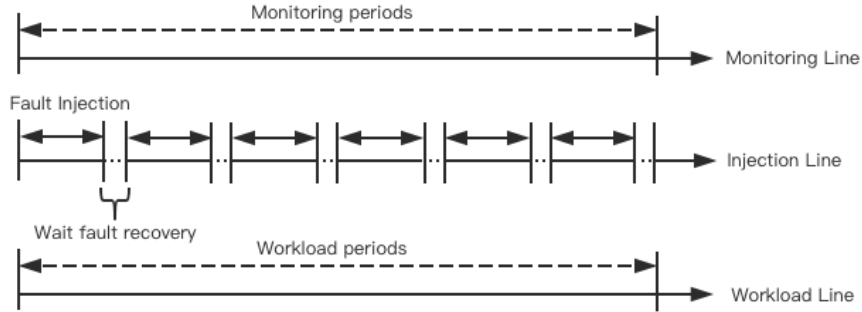 Monitoring periods
Monitoring Line
Fault Injection
Injection Line
Wait fault recovery
Workload periods
Workload Line